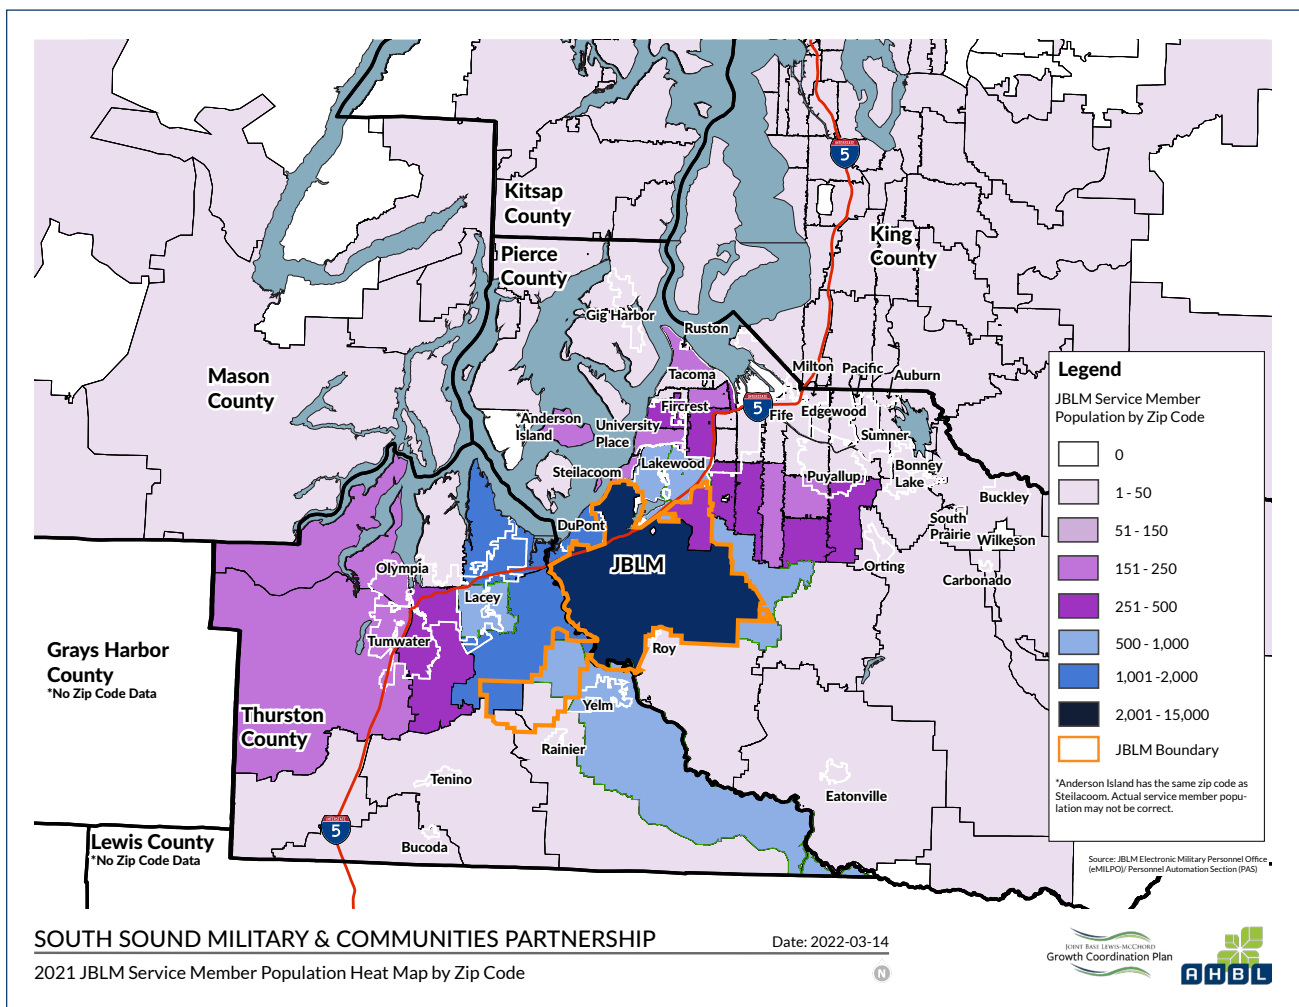 Kitsap
County
Pierce
County
King
County
Gig Harbor
Ruston
Mason
County
Tacoma
Milton
Pacific
Auburn
Fircrest
Fife
Edgewood
*Anderson
Island
University
Place
Sumner
Steilacoom
Lakewood
Puyallup
Bonney
Lake
Buckley
DuPont
South
Prairie
Wilkeson
JBLM
Orting
Carbonado
Olympia
Lacey
Tumwater
Roy
Grays Harbor
County
*No Zip Code Data
Yelm
Thurston
County
Rainier
Tenino
Eatonville
Bucoda
Lewis County
*No Zip Code Data
INTERSTATE
5
INTERSTATE
5
INTERSTATE
5
Legend
JBLM Service Member
Population by Zip Code
0
1 - 50
51 - 150
151 - 250
251 - 500
500 - 1,000
1,001 -2,000
2,001 - 15,000
JBLM Boundary
*Anderson Island has the same zip code as
Steilacoom. Actual service member popu-
lation may not be correct.
Source: JBLM Electronic Military Personnel Office
(eMILPO)/ Personnel Automation Section (PAS)
SOUTH SOUND MILITARY & COMMUNITIES PARTNERSHIP
Date: 2022-03-14
2021 JBLM Service Member Population Heat Map by Zip Code
N
JOINT BASE LEWIS-MCCHORD
Growth Coordination Plan
AHBL